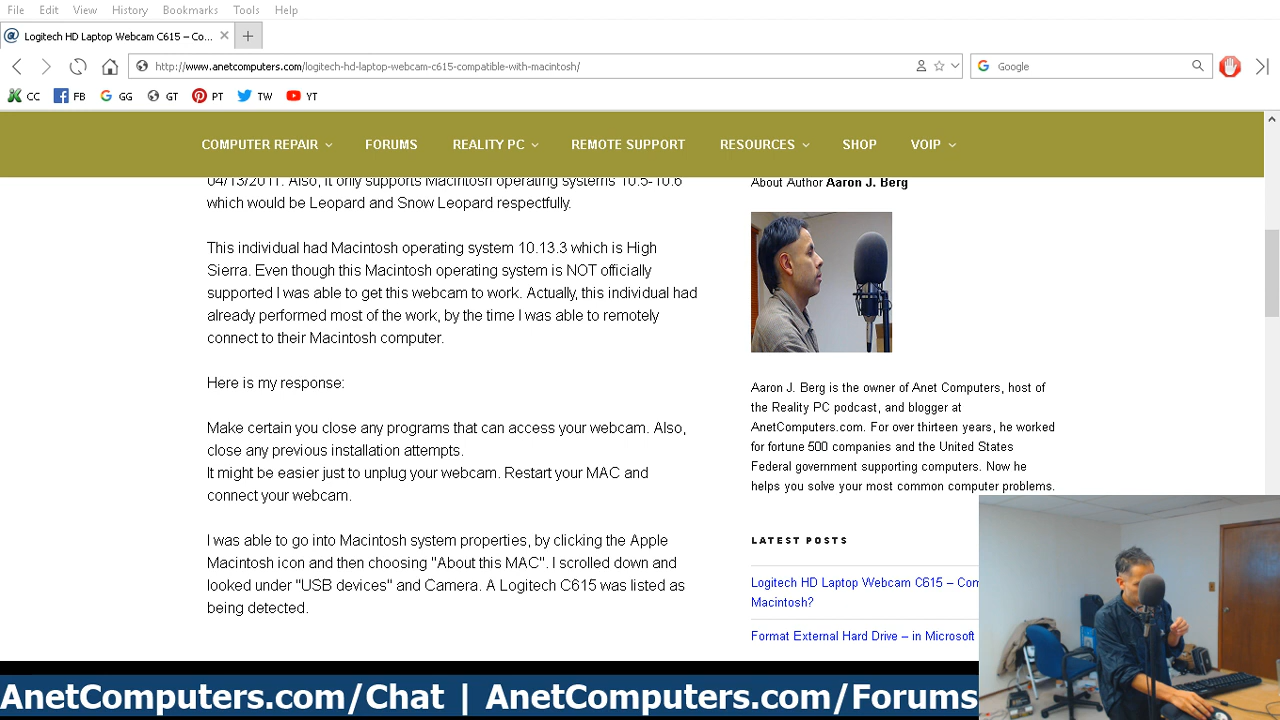 File Edit View History Bookmarks Tools Help
Logitech HD Laptop Webcam C615 – Co...
http://www.anetcomputers.com/logitech-hd-laptop-webcam-c615-compatible-with-macintosh/
Google
CC FB GG GT PT TW YT
COMPUTER REPAIR FORUMS REALITY PC REMOTE SUPPORT RESOURCES SHOP VOIP
04/13/2011. Also, it only supports Macintosh operating systems 10.5-10.6
which would be Leopard and Snow Leopard respectfully.
This individual had Macintosh operating system 10.13.3 which is High
Sierra. Even though this Macintosh operating system is NOT officially
supported I was able to get this webcam to work. Actually, this individual had
already performed most of the work, by the time I was able to remotely
connect to their Macintosh computer.
Here is my response:
Make certain you close any programs that can access your webcam. Also,
close any previous installation attempts.
It might be easier just to unplug your webcam. Restart your MAC and
connect your webcam.
I was able to go into Macintosh system properties, by clicking the Apple
Macintosh icon and then choosing "About this MAC". I scrolled down and
looked under "USB devices" and Camera. A Logitech C615 was listed as
being detected.
About Author Aaron J. Berg
Aaron J. Berg is the owner of Anet Computers, host of
the Reality PC podcast, and blogger at
AnetComputers.com. For over thirteen years, he worked
for fortune 500 companies and the United States
Federal government supporting computers. Now he
helps you solve your most common computer problems.
LATEST POSTS
Logitech HD Laptop Webcam C615 – Com
Macintosh?
Format External Hard Drive – in Microsoft
AnetComputers.com/Chat | AnetComputers.com/Forums